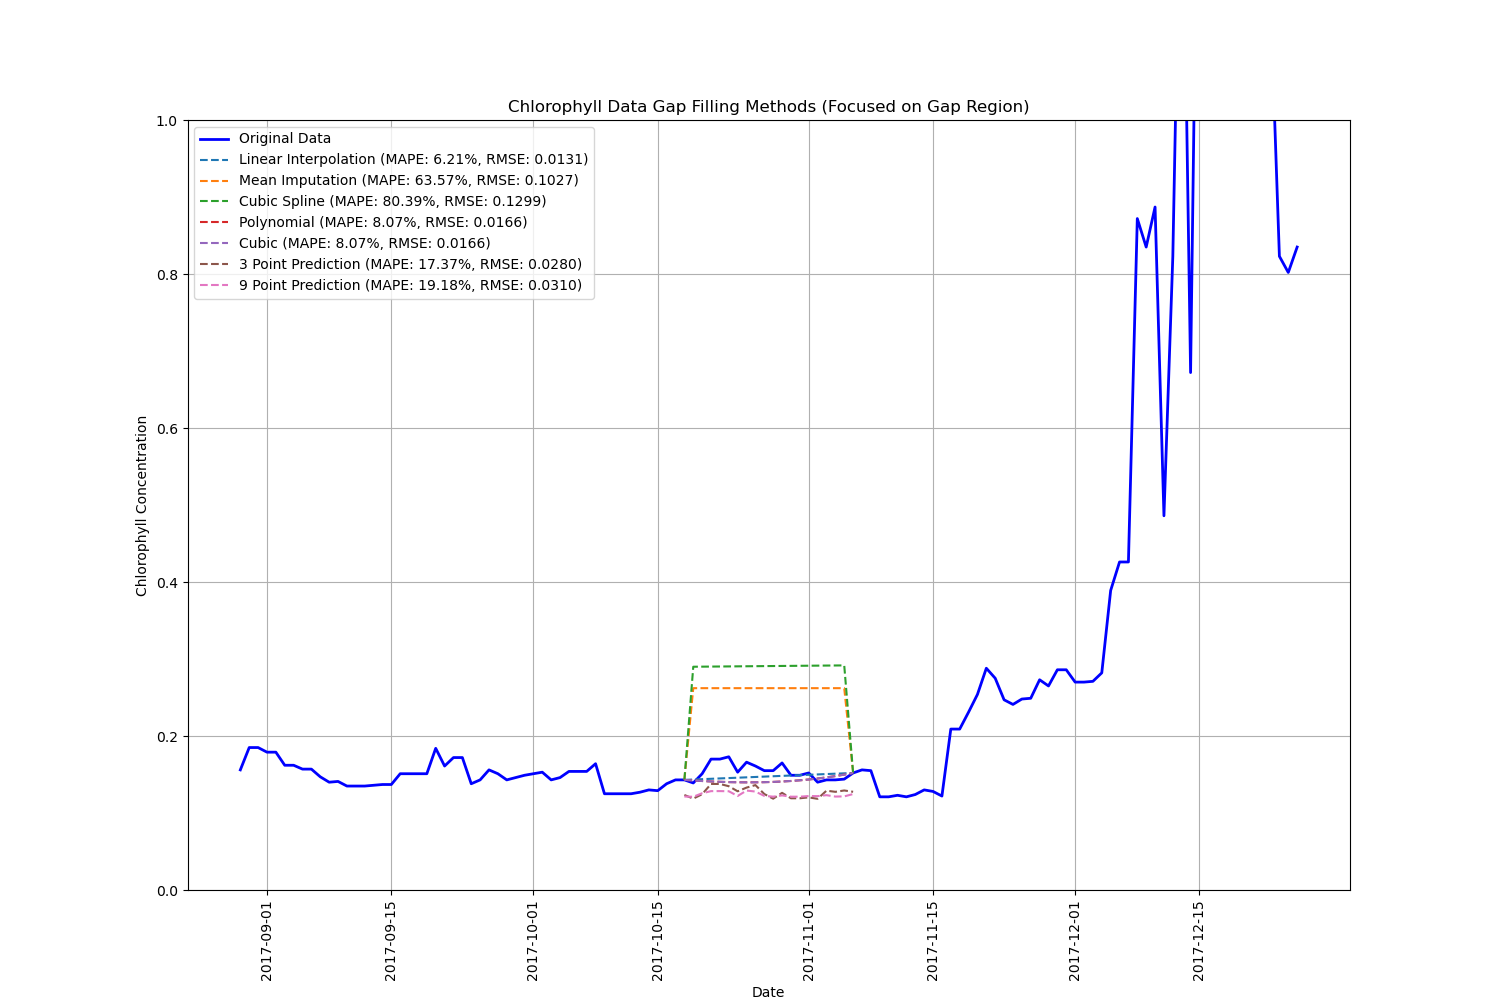 Chlorophyll Data Gap Filling Methods (Focused on Gap Region)
1.0
Original Data
Linear Interpolation (MAPE: 6.21%, RMSE: 0.0131)
Mean Imputation (MAPE: 63.57%, RMSE: 0.1027)
Cubic Spline (MAPE: 80.39%, RMSE: 0.1299)
Polynomial (MAPE: 8.07%, RMSE: 0.0166)
Cubic (MAPE: 8.07%, RMSE: 0.0166)
3 Point Prediction (MAPE: 17.37%, RMSE: 0.0280)
9 Point Prediction (MAPE: 19.18%, RMSE: 0.0310)
0.8
0.6
Chlorophyll Concentration
0.4
0.2
0.0
2017-09-01
2017-09-15
2017-10-01
2017-10-15
2017-11-01
2017-11-15
2017-12-01
2017-12-15
Date